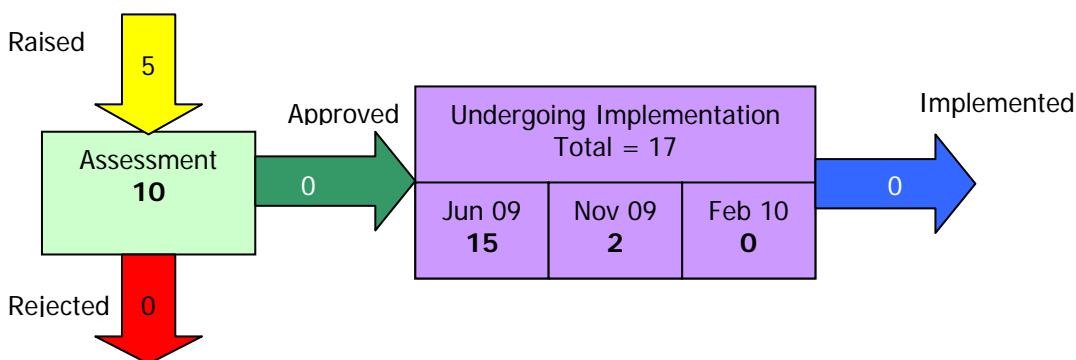 Raised
5
Assessment
10
Rejected
0
Approved
0
Undergoing Implementation
Total = 17
Jun 09
15
Nov 09
2
Feb 10
0
Implemented
0